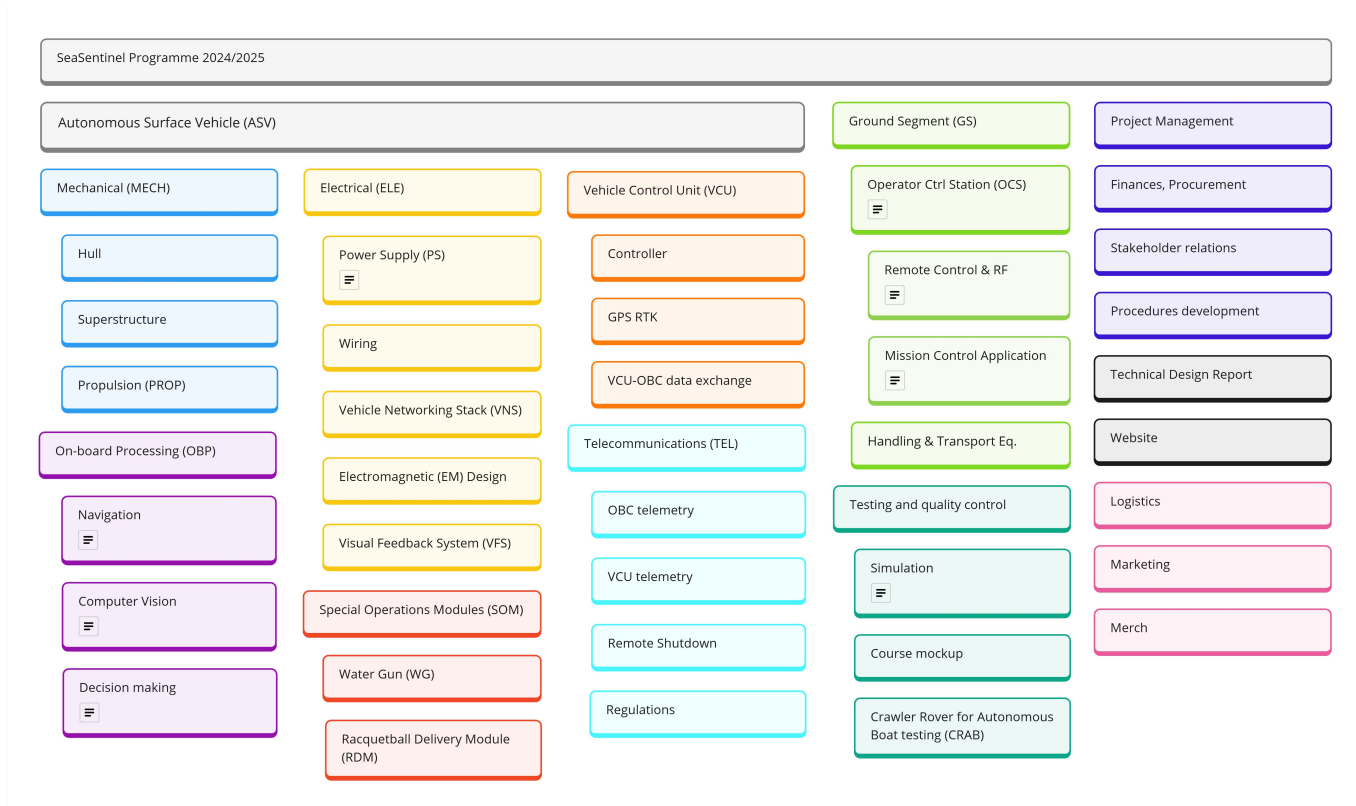 SeaSentinel Programme 2024/2025
Autonomous Surface Vehicle (ASV)
Mechanical (MECH)
Hull
Superstructure
Propulsion (PROP)
On-board Processing (OBP)
Navigation
Computer Vision
Decision making
Electrical (ELE)
Power Supply (PS)
Wiring
Vehicle Networking Stack (VNS)
Electromagnetic (EM) Design
Visual Feedback System (VFS)
Special Operations Modules (SOM)
Water Gun (WG)
Racquetball Delivery Module
(RDM)
Vehicle Control Unit (VCU)
Controller
GPS RTK
VCU-OBC data exchange
Telecommunications (TEL)
OBC telemetry
VCU telemetry
Remote Shutdown
Regulations
Ground Segment (GS)
Operator Ctrl Station (OCS)
Remote Control & RF
Mission Control Application
Handling & Transport Eq.
Testing and quality control
Simulation
Course mockup
Crawler Rover for Autonomous
Boat testing (CRAB)
Project Management
Finances, Procurement
Stakeholder relations
Procedures development
Technical Design Report
Website
Logistics
Marketing
Merch